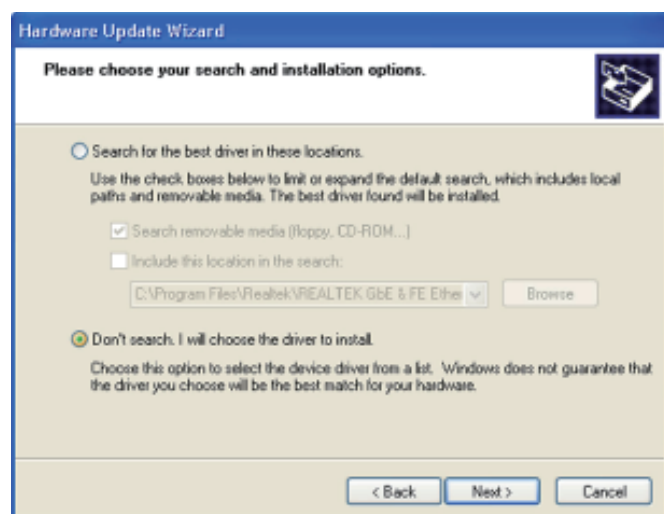 Hardware Update Wizard
Please choose your search and installation options.
Search for the best driver in these locations.
Use the check boxes below to limit or expand the default search, which includes local
paths and removable media. The best driver found will be installed.
Search removable media (floppy, CD-ROM...)
Include this location in the search:
C:\Program Files\Realtek\REALTEK GbE & FE Ether
Browse
Don't search. I will choose the driver to install.
Choose this option to select the device driver from a list. Windows does not guarantee that
the driver you choose will be the best match for your hardware.
< Back Next > Cancel